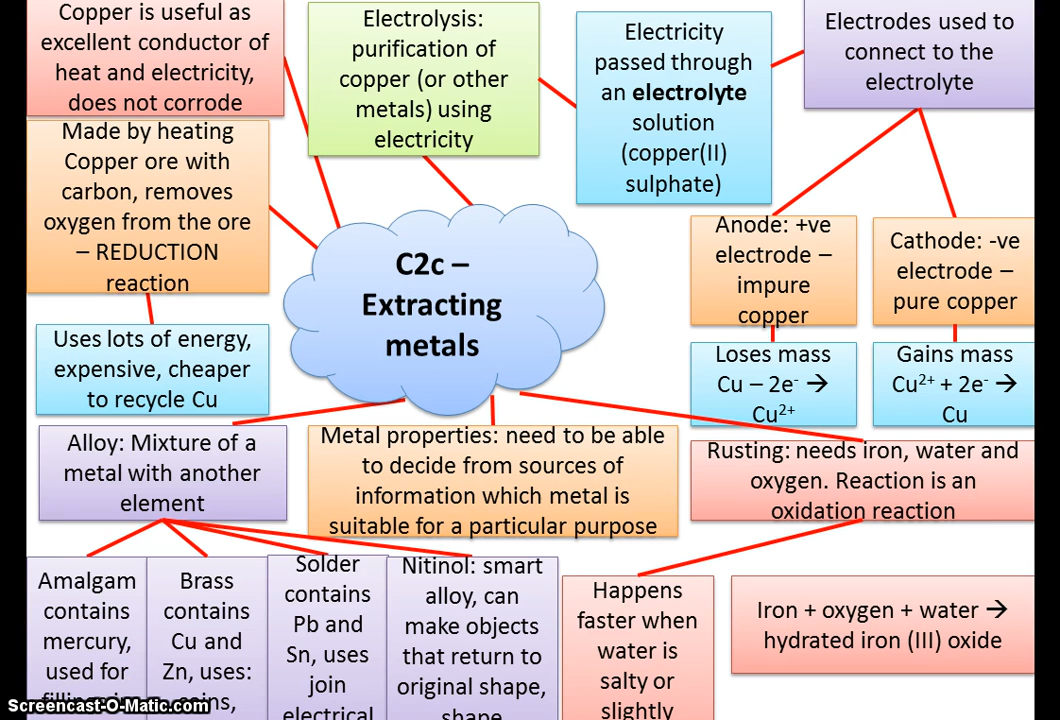 Copper is useful as
excellent conductor of
heat and electricity,
does not corrode
Electrolysis:
purification of
copper (or other
metals) using
electricity
Electricity
passed through
an electrolyte
solution
(copper(II)
sulphate)
Electrodes used to
connect to the
electrolyte
Made by heating
Copper ore with
carbon, removes
oxygen from the ore
– REDUCTION
reaction
C2c –
Extracting
metals
Anode: +ve
electrode –
impure
copper
Cathode: -ve
electrode –
pure copper
Uses lots of energy,
expensive, cheaper
to recycle Cu
Loses mass
Cu – 2e⁻ →
Cu²⁺
Gains mass
Cu²⁺ + 2e⁻ →
Cu
Alloy: Mixture of a
metal with another
element
Metal properties: need to be able
to decide from sources of
information which metal is
suitable for a particular purpose
Rusting: needs iron, water and
oxygen. Reaction is an
oxidation reaction
Amalgam
contains
mercury,
used for
Brass
contains
Cu and
Zn, uses:
coins,
Solder
contains
Pb and
Sn, uses
join
electrical
Nitinol: smart
alloy, can
make objects
that return to
original shape,
shape
Happens
faster when
water is
salty or
slightly
Iron + oxygen + water →
hydrated iron (III) oxide
Screencast-O-Matic.com